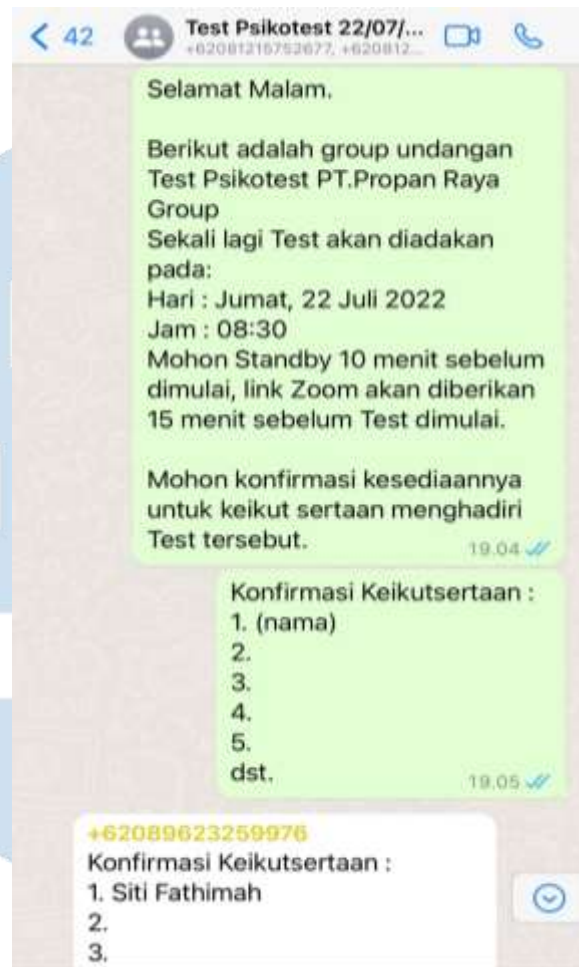 42
Test Psikotest 22/07/...
+62081216752677, +620812...
Selamat Malam.
Berikut adalah group undangan
Test Psikotest PT.Propan Raya
Group
Sekali lagi Test akan diadakan
pada:
Hari : Jumat, 22 Juli 2022
Jam : 08:30
Mohon Standby 10 menit sebelum
dimulai, link Zoom akan diberikan
15 menit sebelum Test dimulai.
Mohon konfirmasi kesediaannya
untuk keikut sertaan menghadiri
Test tersebut.
19.04
Konfirmasi Keikutsertaan :
1. (nama)
2.
3.
4.
5.
dst.
19.05
+62089623259976
Konfirmasi Keikutsertaan :
1. Siti Fathimah
2.
3.